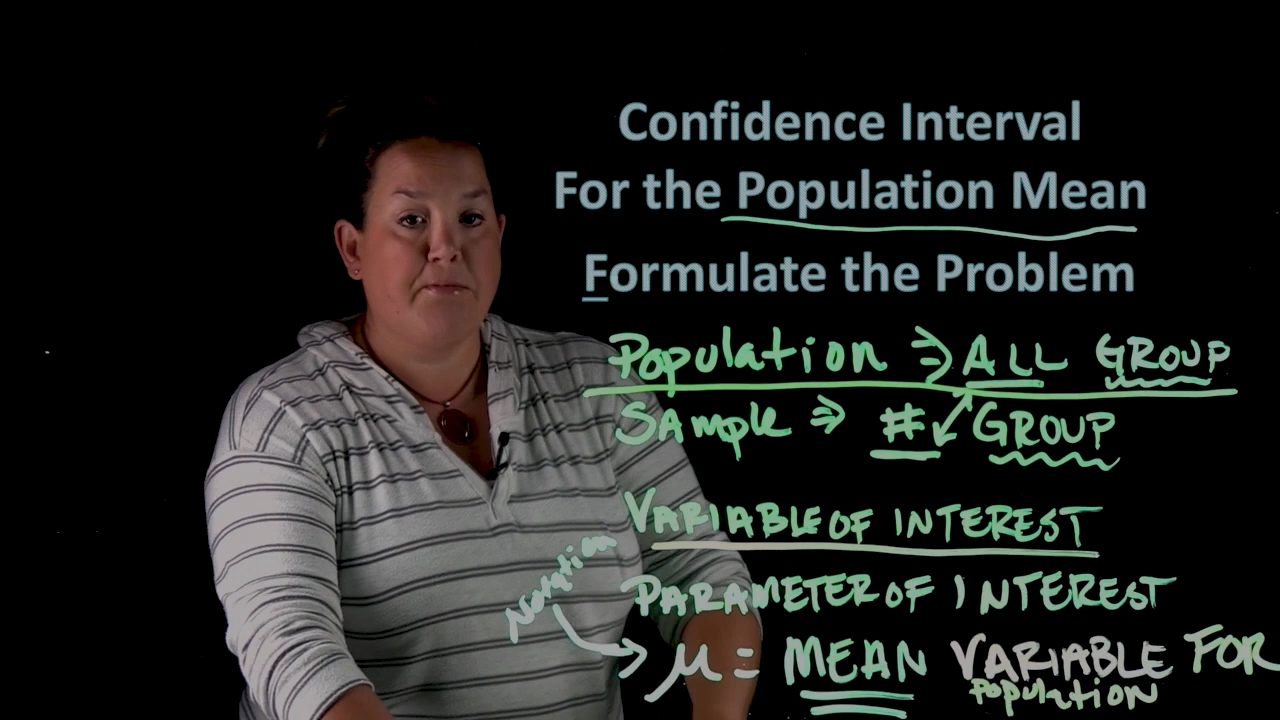 Confidence Interval
For the Population Mean
Formulate the Problem
Population ⇒ ALL GROUP
SAmple ⇒ # GROUP
VARIABLE OF INTEREST
Notation
PARAMETER OF INTEREST
μ = MEAN VARIABLE FOR
population